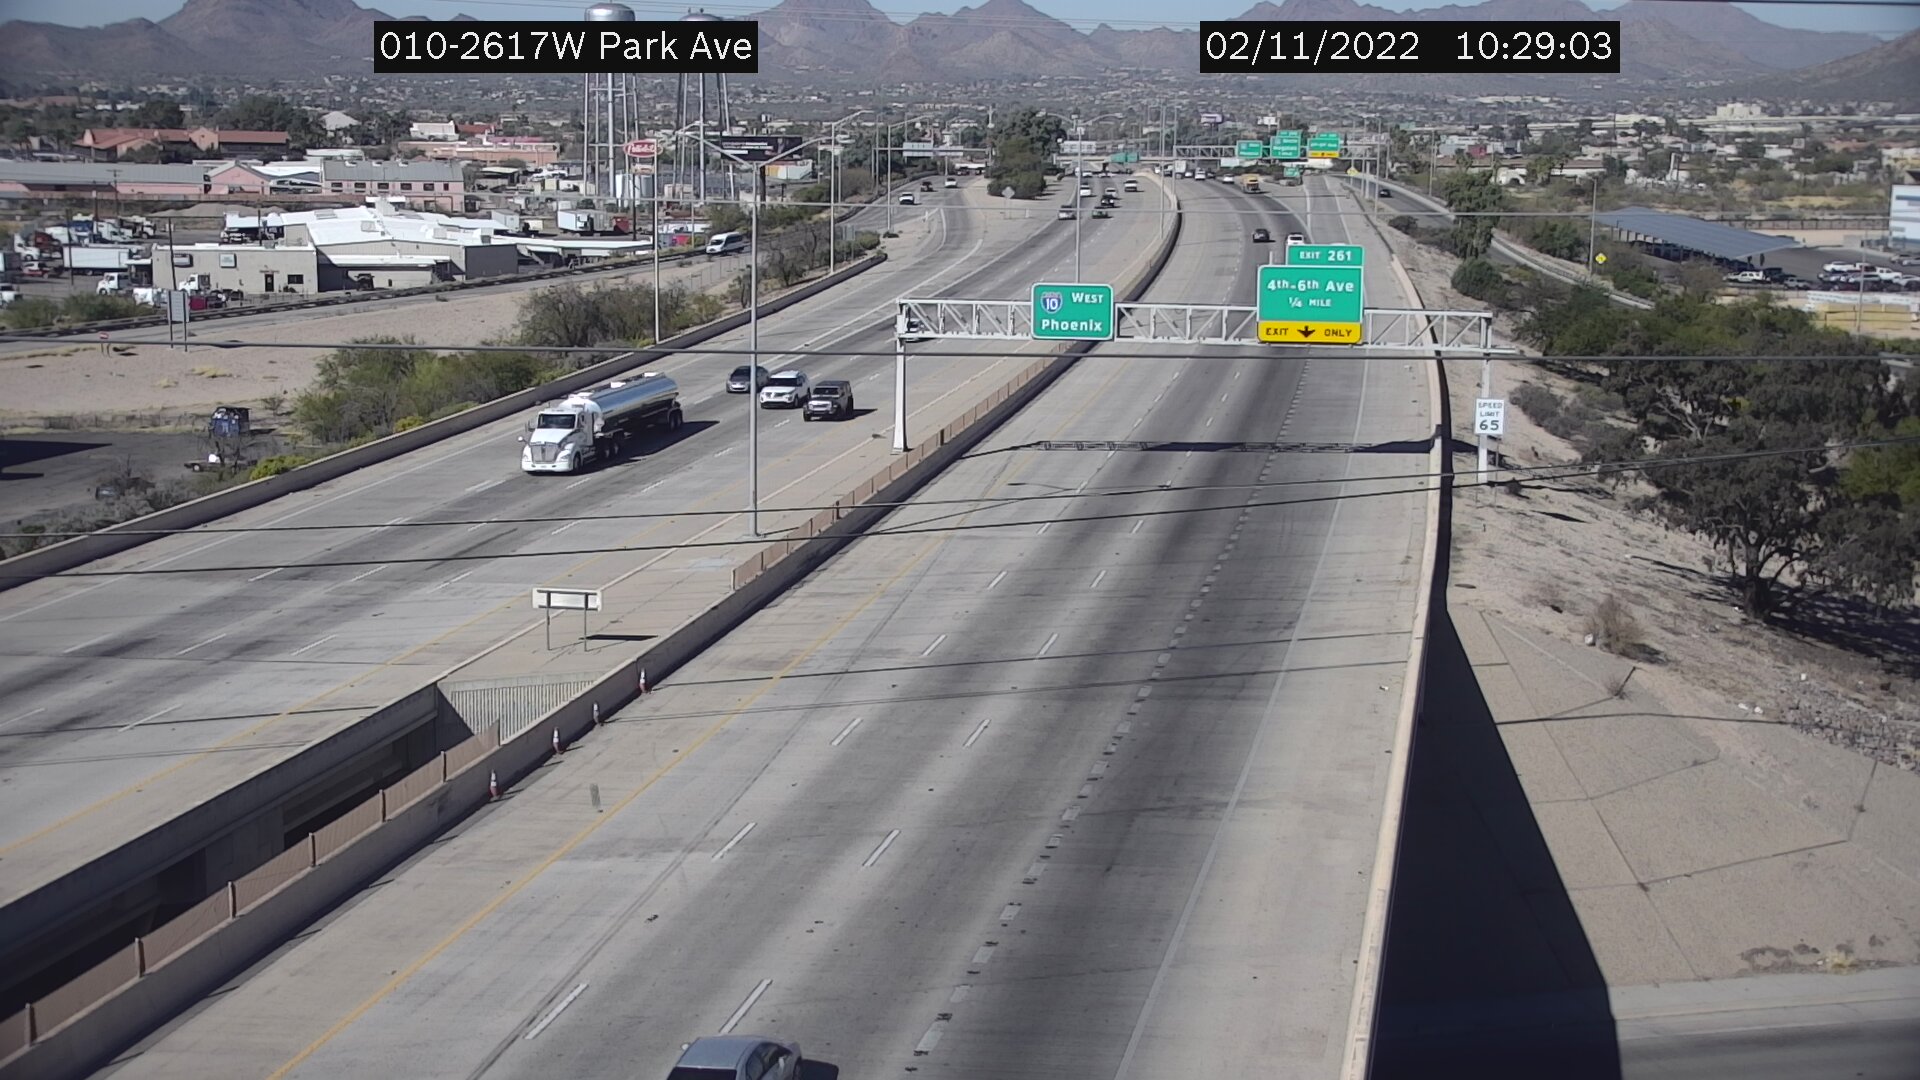 010-2617W Park Ave
02/11/2022 10:29:03
EXIT 261
4th-6th Ave
1/4 MILE
EXIT ONLY
10 WEST
Phoenix
SPEED
LIMIT
65